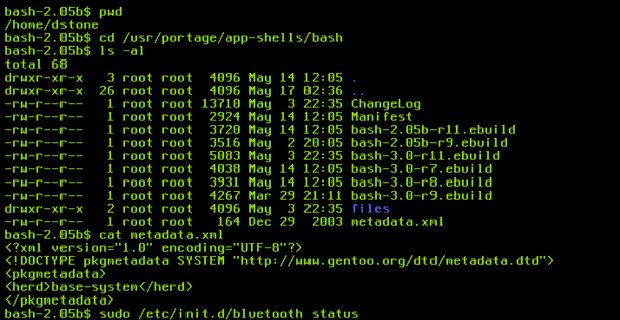 bash-2.05b$ pwd
/home/dstone
bash-2.05b$ cd /usr/portage/app-shells/bash
bash-2.05b$ ls -al
total 68
drwxr-xr-x   3 root root  4096 May 14 12:05 .
drwxr-xr-x  26 root root  4096 May 17 02:36 ..
-rw-r--r--   1 root root 13710 May  3 22:35 ChangeLog
-rw-r--r--   1 root root  2924 May 14 12:05 Manifest
-rw-r--r--   1 root root  3720 May 14 12:05 bash-2.05b-r11.ebuild
-rw-r--r--   1 root root  3516 May  2 20:05 bash-2.05b-r9.ebuild
-rw-r--r--   1 root root  5083 May  3 22:35 bash-3.0-r11.ebuild
-rw-r--r--   1 root root  4038 May 14 12:05 bash-3.0-r7.ebuild
-rw-r--r--   1 root root  3931 May 14 12:05 bash-3.0-r8.ebuild
-rw-r--r--   1 root root  4267 Mar 29 21:11 bash-3.0-r9.ebuild
drwxr-xr-x   2 root root  4096 May  3 22:35 files
-rw-r--r--   1 root root   164 Dec 29  2003 metadata.xml
bash-2.05b$ cat metadata.xml
<?xml version="1.0" encoding="UTF-8"?>
<!DOCTYPE pkgmetadata SYSTEM "http://www.gentoo.org/dtd/metadata.dtd">
<pkgmetadata>
<herd>base-system</herd>
</pkgmetadata>
bash-2.05b$ sudo /etc/init.d/bluetooth status